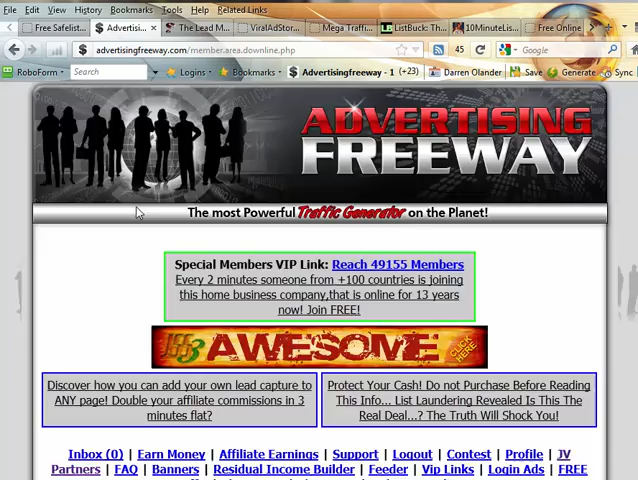 File Edit View History Bookmarks Tools Help Related Links
Free Safelist... Advertisi... The Lead M... ViralAdStor... Mega Traffi... ListBuck: Th... 10MinuteLis... Free Online
advertisingfreeway.com/member.area.downline.php 45 Google
RoboForm Search Logins Bookmarks Advertisingfreeway - 1 (+23) Darren Olander Save Generate Sync
ADVERTISING
FREEWAY
The most Powerful Traffic Generator on the Planet!
Special Members VIP Link: Reach 49155 Members
Every 2 minutes someone from +100 countries is joining
this home business company,that is online for 13 years
now! Join FREE!
AWESOME CLICK HERE
Discover how you can add your own lead capture to
ANY page! Double your affiliate commissions in 3
minutes flat?
Protect Your Cash! Do not Purchase Before Reading
This Info... List Laundering Revealed Is This The
Real Deal...? The Truth Will Shock You!
Inbox (0) | Earn Money | Affiliate Earnings | Support | Logout | Contest | Profile | JV
Partners | FAQ | Banners | Residual Income Builder | Feeder | Vip Links | Login Ads | FREE